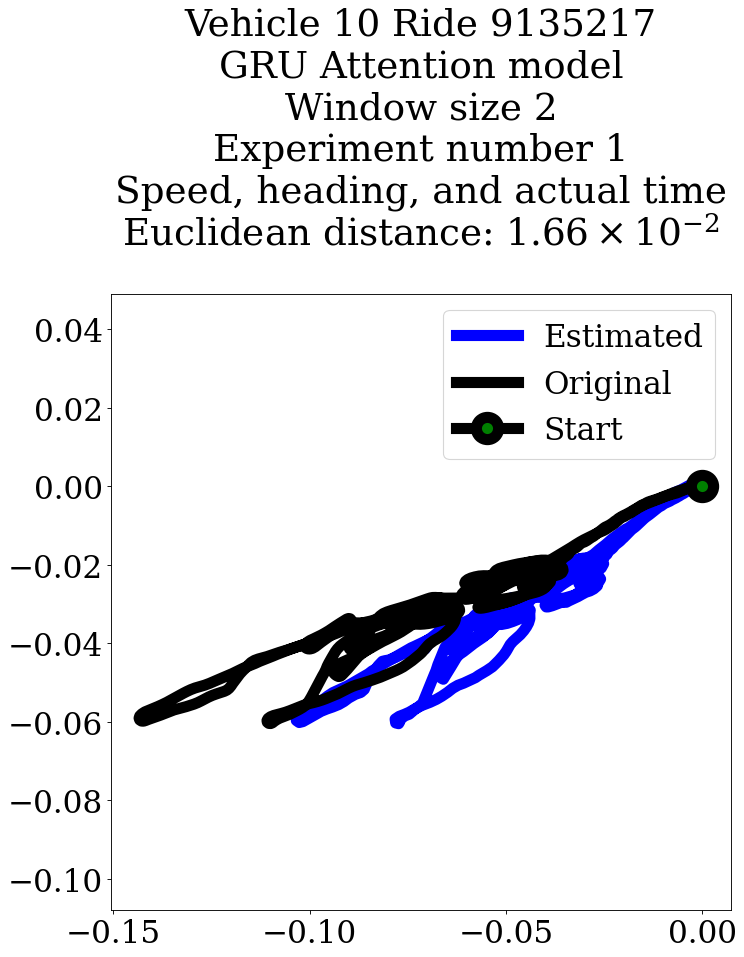 Vehicle 10 Ride 9135217
GRU Attention model
Window size 2
Experiment number 1
Speed, heading, and actual time
Euclidean distance: 1.66 × 10⁻²
Estimated
Original
Start
0.04
0.02
0.00
−0.02
−0.04
−0.06
−0.08
−0.10
−0.15 −0.10 −0.05 0.00